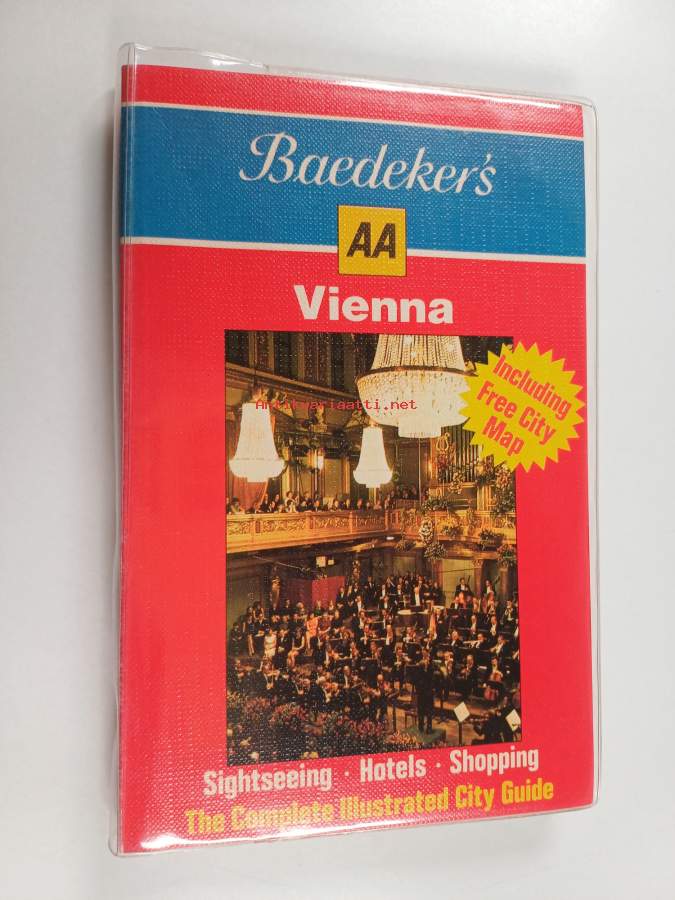 Baedeker's
AA
Vienna
Including
Free City
Map
Antikvariaatti.net
Sightseeing · Hotels · Shopping
The Complete Illustrated City Guide